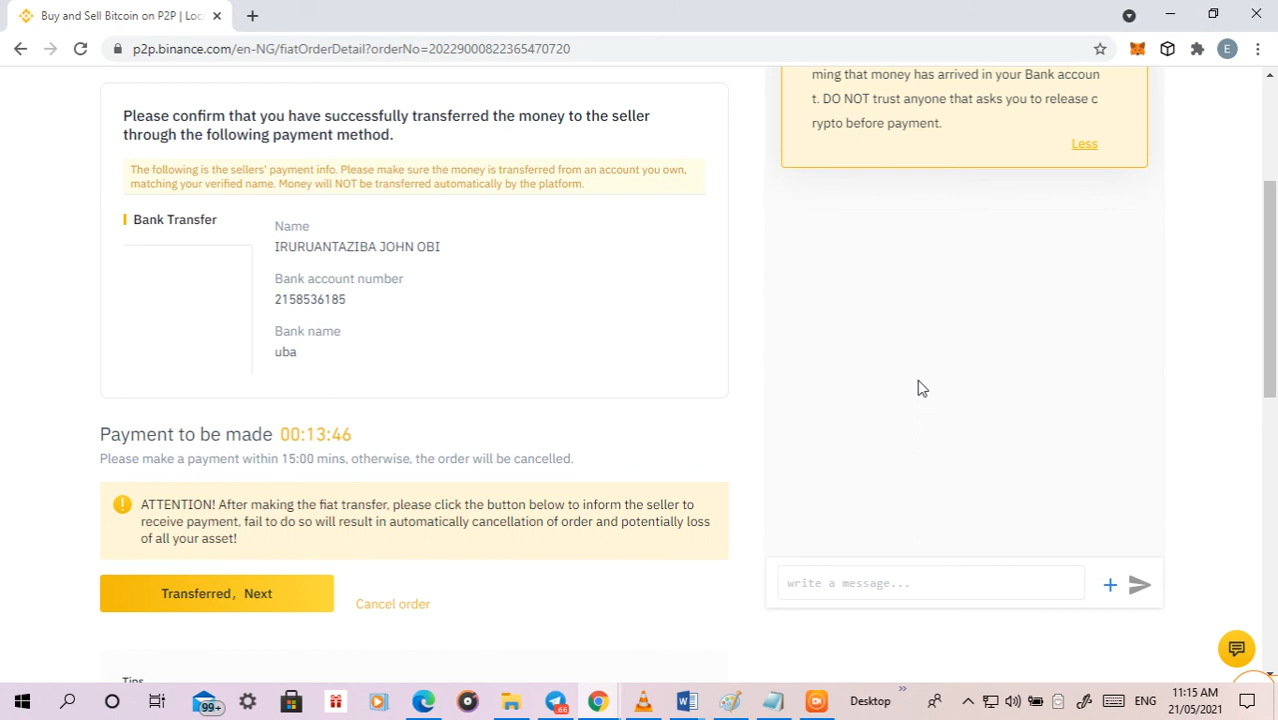 Buy and Sell Bitcoin on P2P | Loc
p2p.binance.com/en-NG/fiatOrderDetail?orderNo=20229000822365470720
E
ming that money has arrived in your Bank accoun
t. DO NOT trust anyone that asks you to release c
rypto before payment.
Less
Please confirm that you have successfully transferred the money to the seller
through the following payment method.
The following is the sellers' payment info. Please make sure the money is transferred from an account you own,
matching your verified name. Money will NOT be transferred automatically by the platform.
Bank Transfer
Name
IRURUANTAZIBA JOHN OBI
Bank account number
2158536185
Bank name
uba
Payment to be made 00:13:46
Please make a payment within 15:00 mins, otherwise, the order will be cancelled.
ATTENTION! After making the fiat transfer, please click the button below to inform the seller to
receive payment, fail to do so will result in automatically cancellation of order and potentially loss
of all your asset!
Transferred, Next
Cancel order
write a message...
Tips
99+
66
Desktop
ENG
11:15 AM
21/05/2021